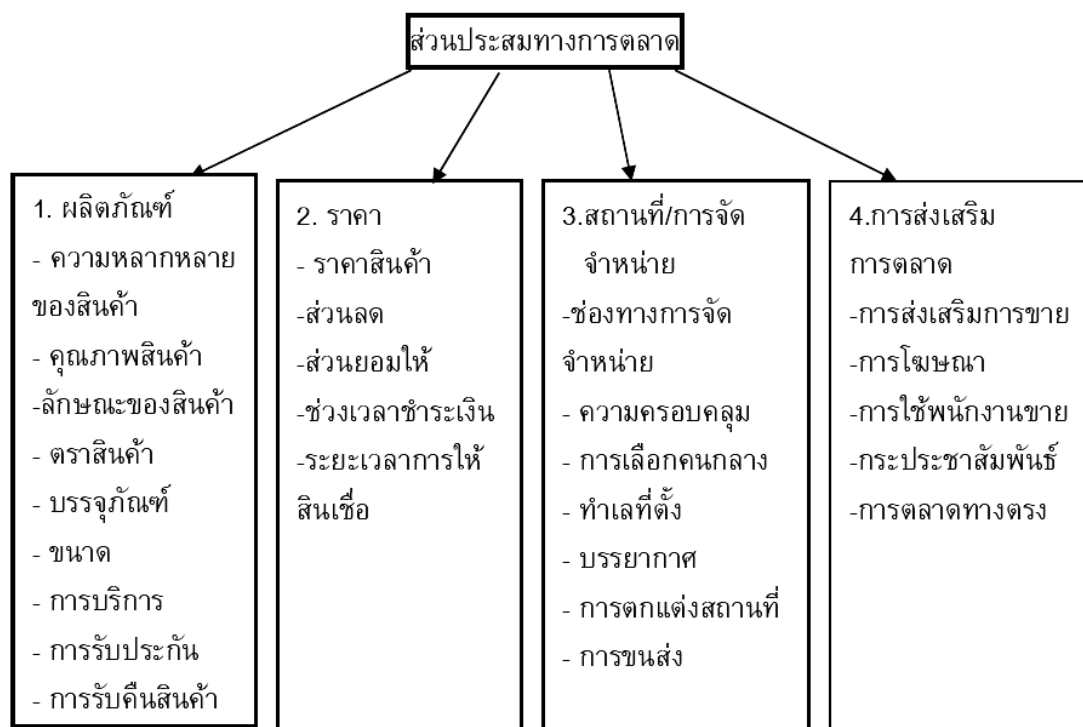 ส่วนประสมทางการตลาด
1. ผลิตภัณฑ์
- ความหลากหลาย
ของสินค้า
- คุณภาพสินค้า
-ลักษณะของสินค้า
- ตราสินค้า
- บรรจุภัณฑ์
- ขนาด
- การบริการ
- การรับประกัน
- การรับคืนสินค้า
2. ราคา
- ราคาสินค้า
-ส่วนลด
-ส่วนยอมให้
-ช่วงเวลาชำระเงิน
-ระยะเวลาการให้
สินเชื่อ
3.สถานที่/การจัด
จำหน่าย
-ช่องทางการจัด
จำหน่าย
- ความครอบคลุม
- การเลือกคนกลาง
- ทำเลที่ตั้ง
- บรรยากาศ
- การตกแต่งสถานที่
- การขนส่ง
4.การส่งเสริม
การตลาด
-การส่งเสริมการขาย
-การโฆษณา
-การใช้พนักงานขาย
-กระประชาสัมพันธ์
-การตลาดทางตรง